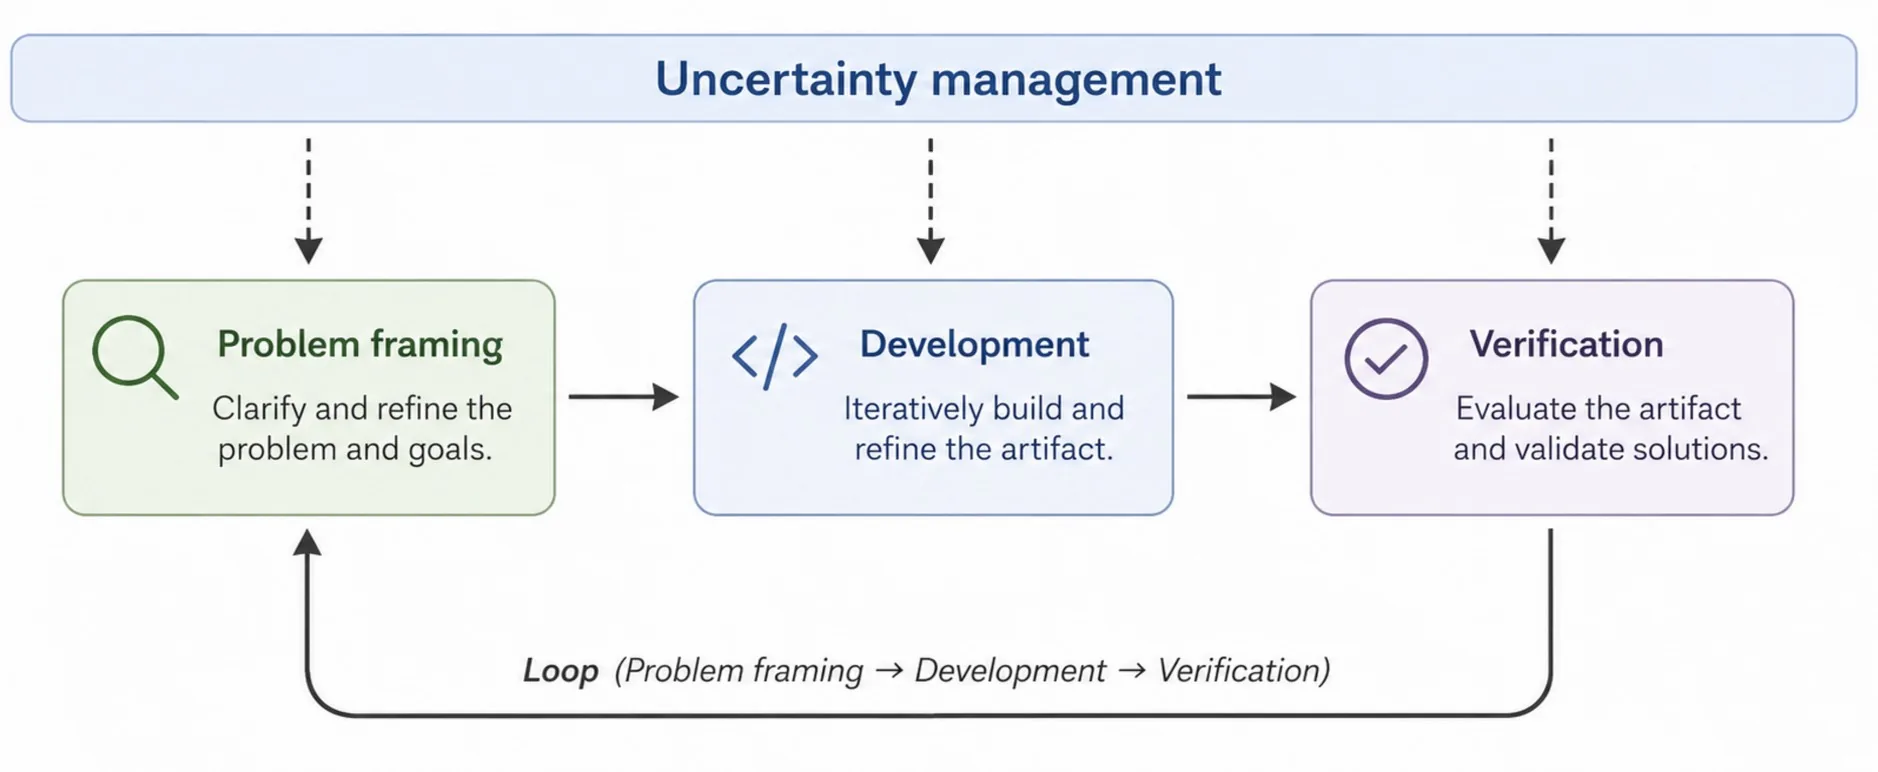 Uncertainty management
Problem framing
Clarify and refine the
problem and goals.
</>
Development
Iteratively build and
refine the artifact.
Verification
Evaluate the artifact
and validate solutions.
Loop (Problem framing → Development → Verification)